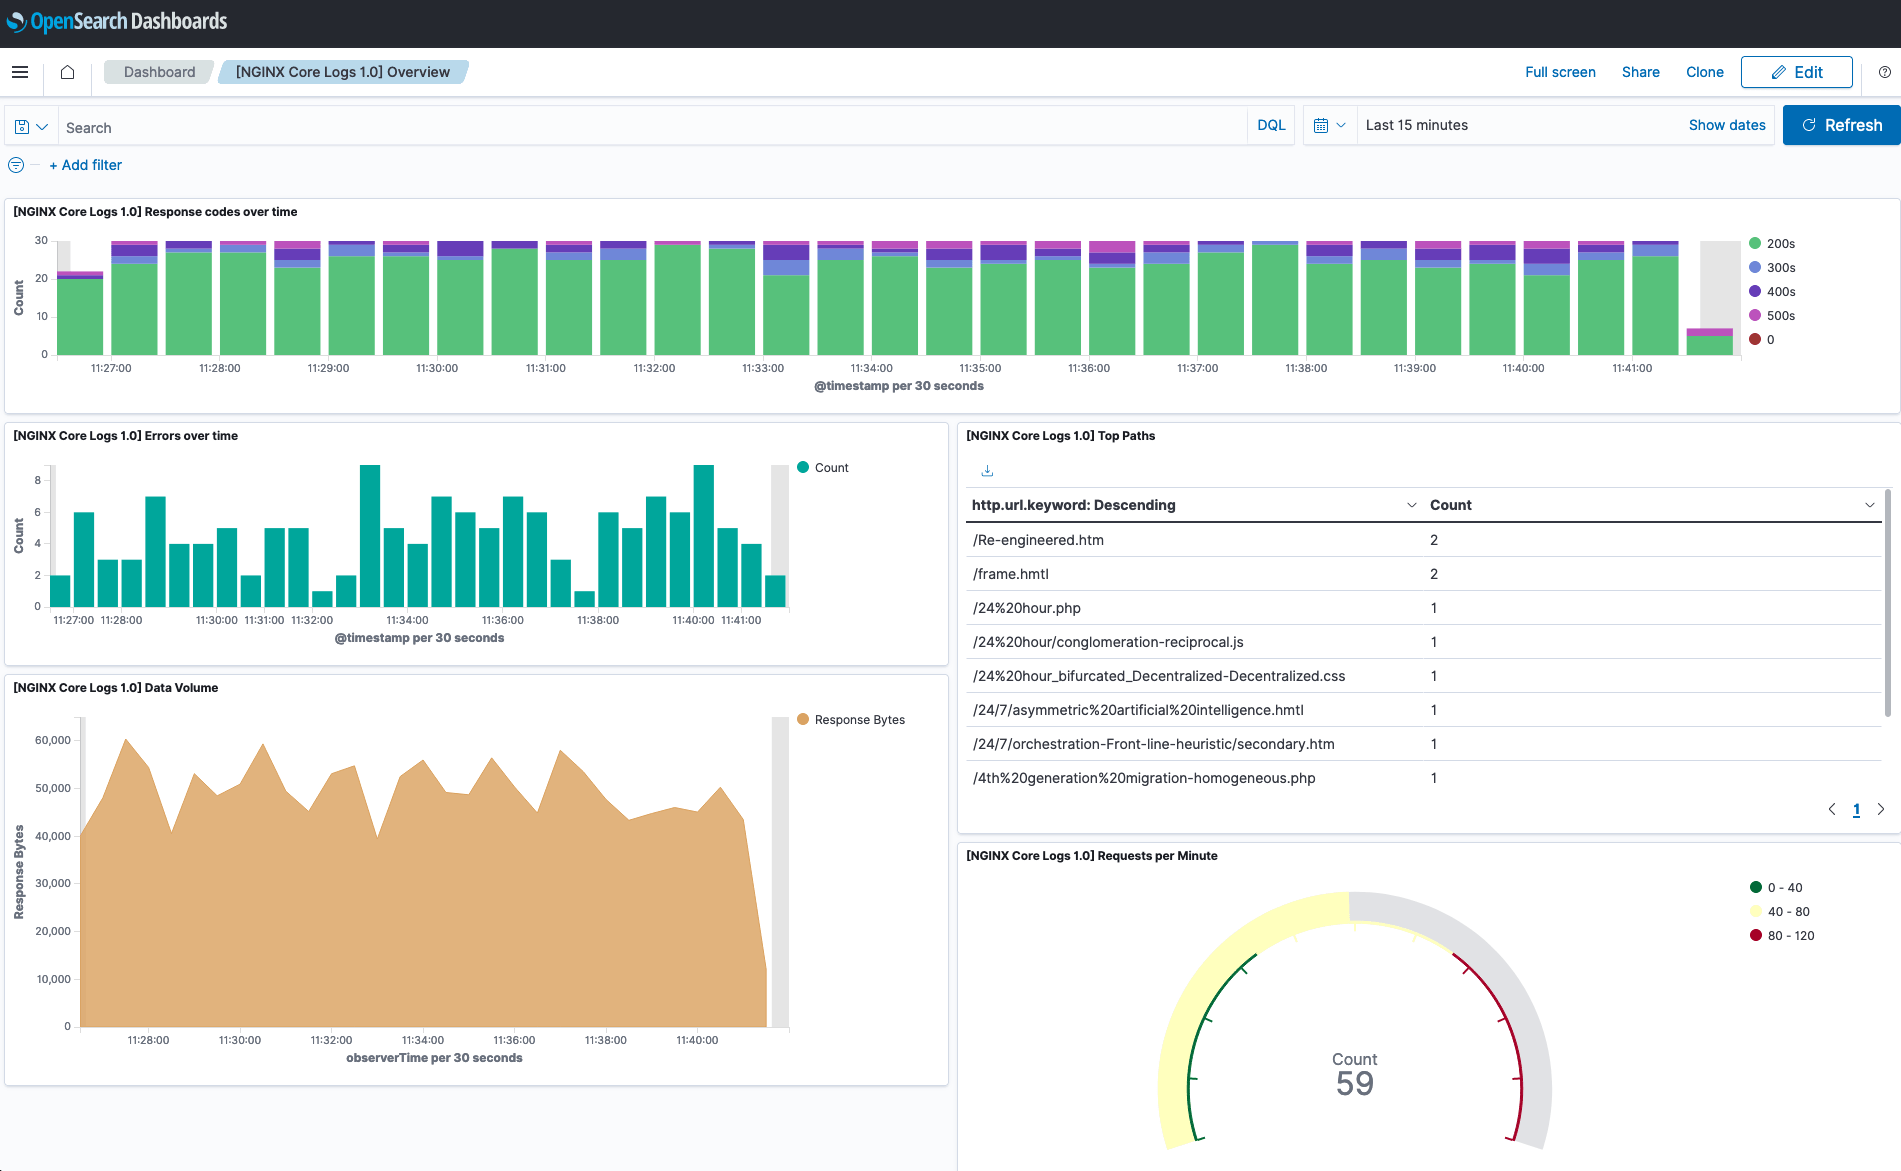 OpenSearch Dashboards
Dashboard
[NGINX Core Logs 1.0] Overview
Full screen
Share
Clone
Edit
Search
DQL
Last 15 minutes
Show dates
Refresh
+ Add filter
[NGINX Core Logs 1.0] Response codes over time
30
20
10
0
Count
11:27:00 11:28:00 11:29:00 11:30:00 11:31:00 11:32:00 11:33:00 11:34:00 11:35:00 11:36:00 11:37:00 11:38:00 11:39:00 11:40:00 11:41:00
@timestamp per 30 seconds
200s
300s
400s
500s
0
[NGINX Core Logs 1.0] Errors over time
8
6
4
2
0
Count
11:27:00 11:28:00 11:30:00 11:31:00 11:32:00 11:34:00 11:36:00 11:38:00 11:40:00 11:41:00
@timestamp per 30 seconds
Count
[NGINX Core Logs 1.0] Top Paths
http.url.keyword: Descending Count
/Re-engineered.htm 2
/frame.hmtl 2
/24%20hour.php 1
/24%20hour/conglomeration-reciprocal.js 1
/24%20hour_bifurcated_Decentralized-Decentralized.css 1
/24/7/asymmetric%20artificial%20intelligence.hmtl 1
/24/7/orchestration-Front-line-heuristic/secondary.htm 1
/4th%20generation%20migration-homogeneous.php 1
1
[NGINX Core Logs 1.0] Data Volume
60,000
50,000
40,000
30,000
20,000
10,000
0
Response Bytes
11:28:00 11:30:00 11:32:00 11:34:00 11:36:00 11:38:00 11:40:00
observerTime per 30 seconds
Response Bytes
[NGINX Core Logs 1.0] Requests per Minute
Count
59
0 - 40
40 - 80
80 - 120